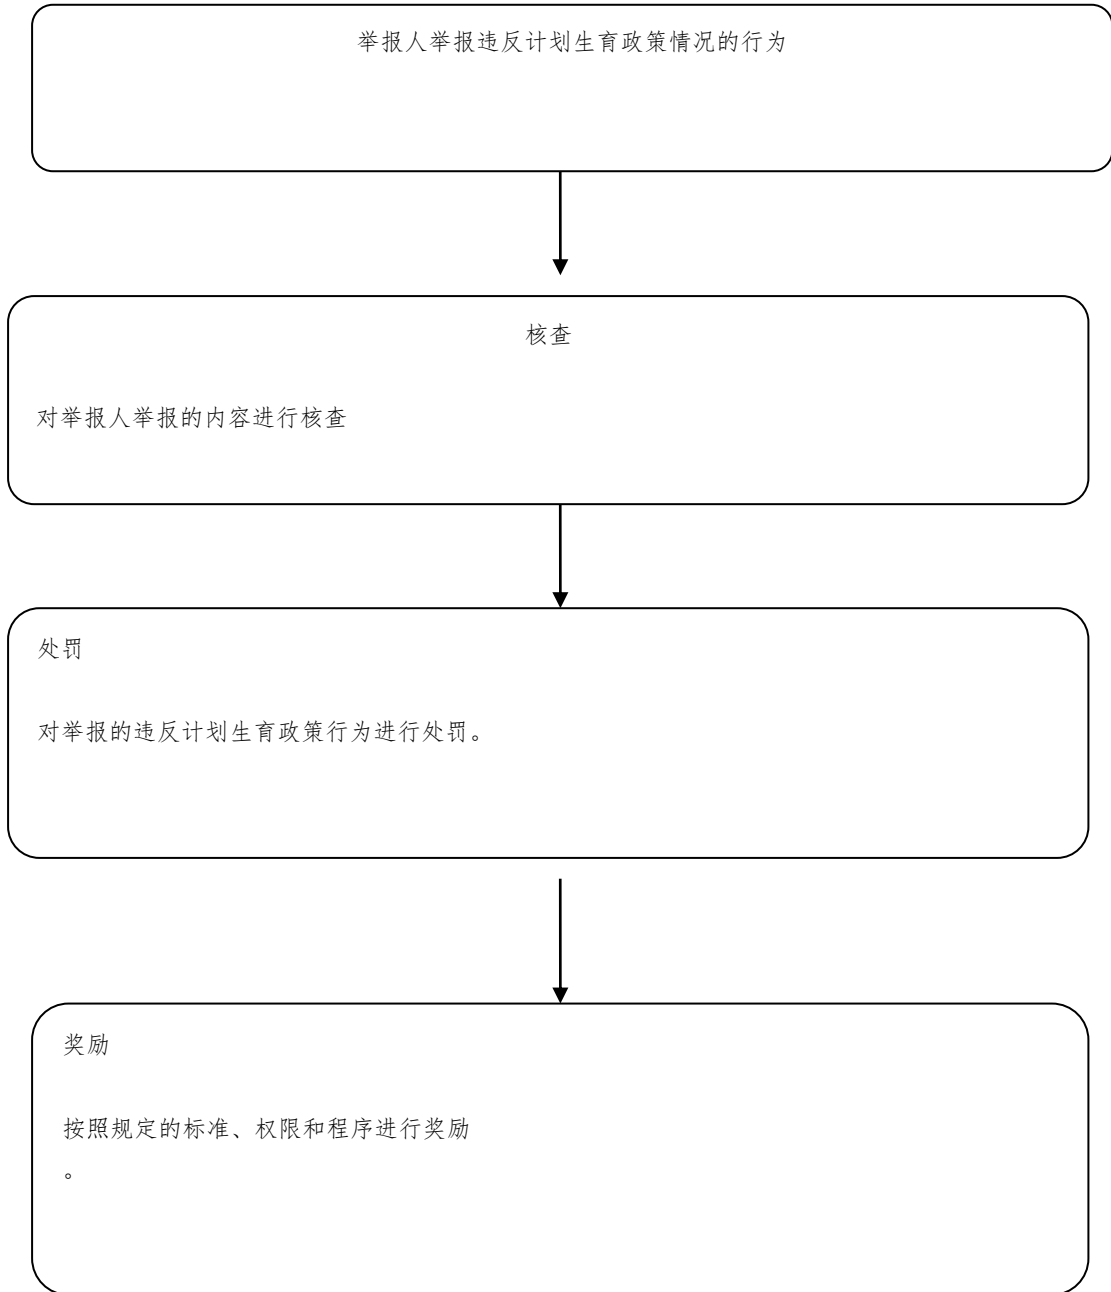 举报人举报违反计划生育政策情况的行为
核查
对举报人举报的内容进行核查
处罚
对举报的违反计划生育政策行为进行处罚。
奖励
按照规定的标准、权限和程序进行奖励
。